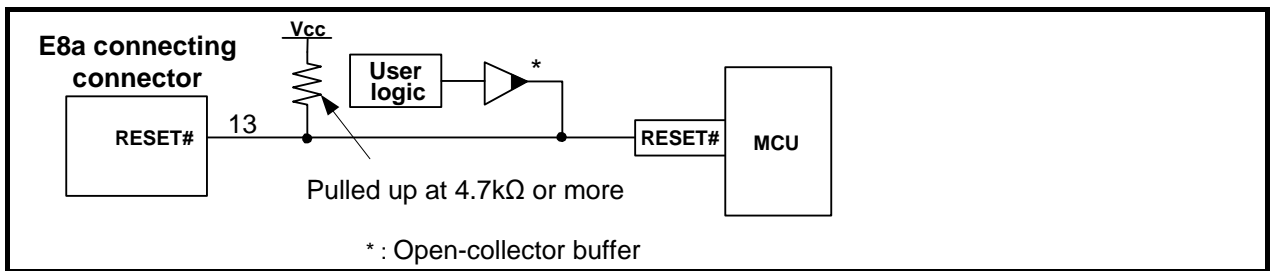 E8a connecting
connector
RESET#
13
Vcc
User
logic
*
RESET#
MCU
Pulled up at 4.7kΩ or more
* : Open-collector buffer